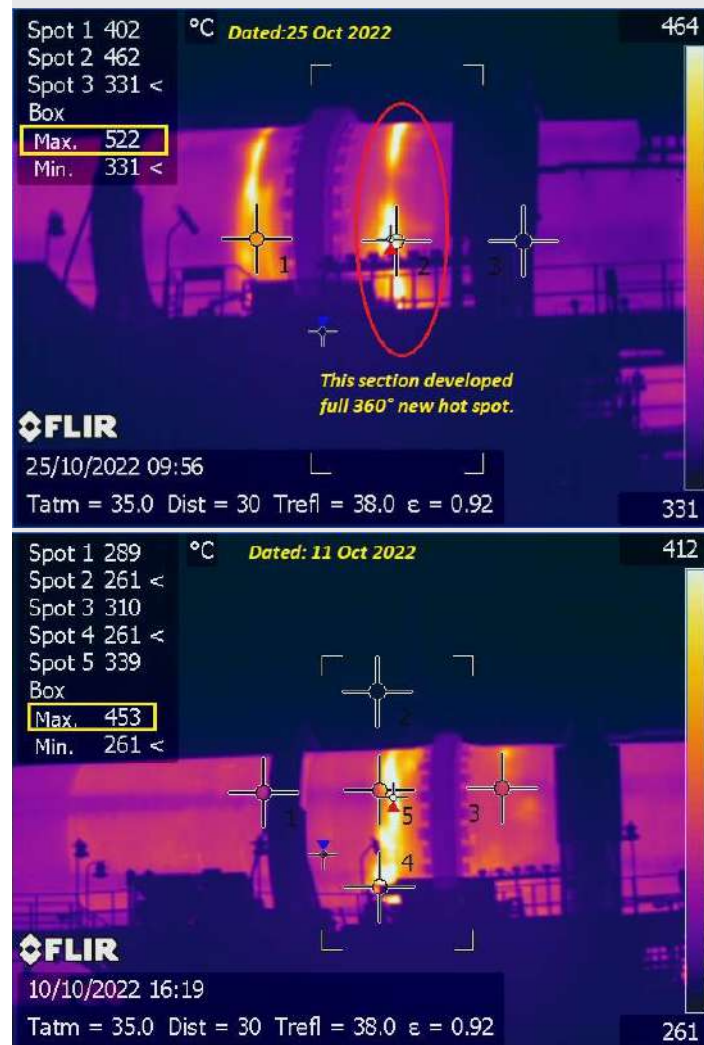 Spot 1 402 °C Dated:25 Oct 2022 464
Spot 2 462
Spot 3 331 <
Box
Max. 522
Min. 331 <
1
2
3
This section developed
full 360° new hot spot.
FLIR
25/10/2022 09:56
Tatm = 35.0 Dist = 30 Trefl = 38.0 ε = 0.92 331
Spot 1 289 °C Dated: 11 Oct 2022 412
Spot 2 261 <
Spot 3 310
Spot 4 261 <
Spot 5 339
Box
Max. 453
Min. 261 <
2
1
5
3
4
FLIR
10/10/2022 16:19
Tatm = 35.0 Dist = 30 Trefl = 38.0 ε = 0.92 261